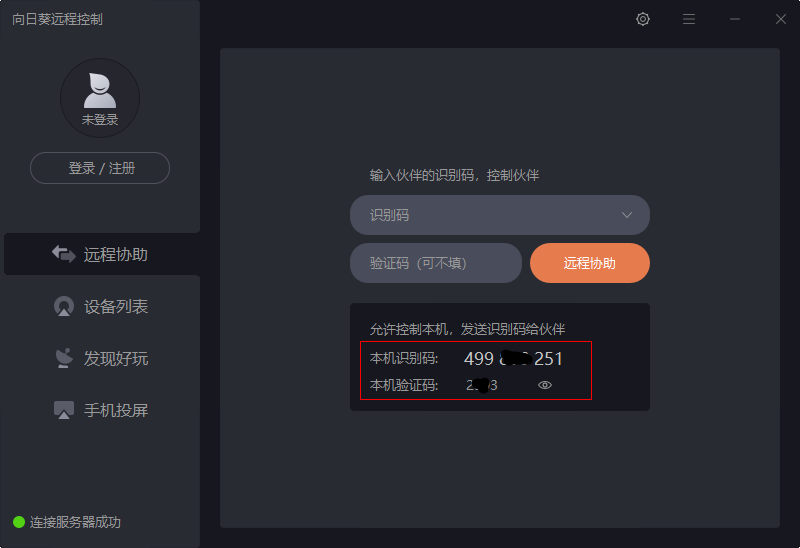 向日葵远程控制
未登录
登录 / 注册
远程协助
设备列表
发现好玩
手机投屏
连接服务器成功
输入伙伴的识别码，控制伙伴
识别码
验证码（可不填）
远程协助
允许控制本机，发送识别码给伙伴
本机识别码: 499 251
本机验证码: